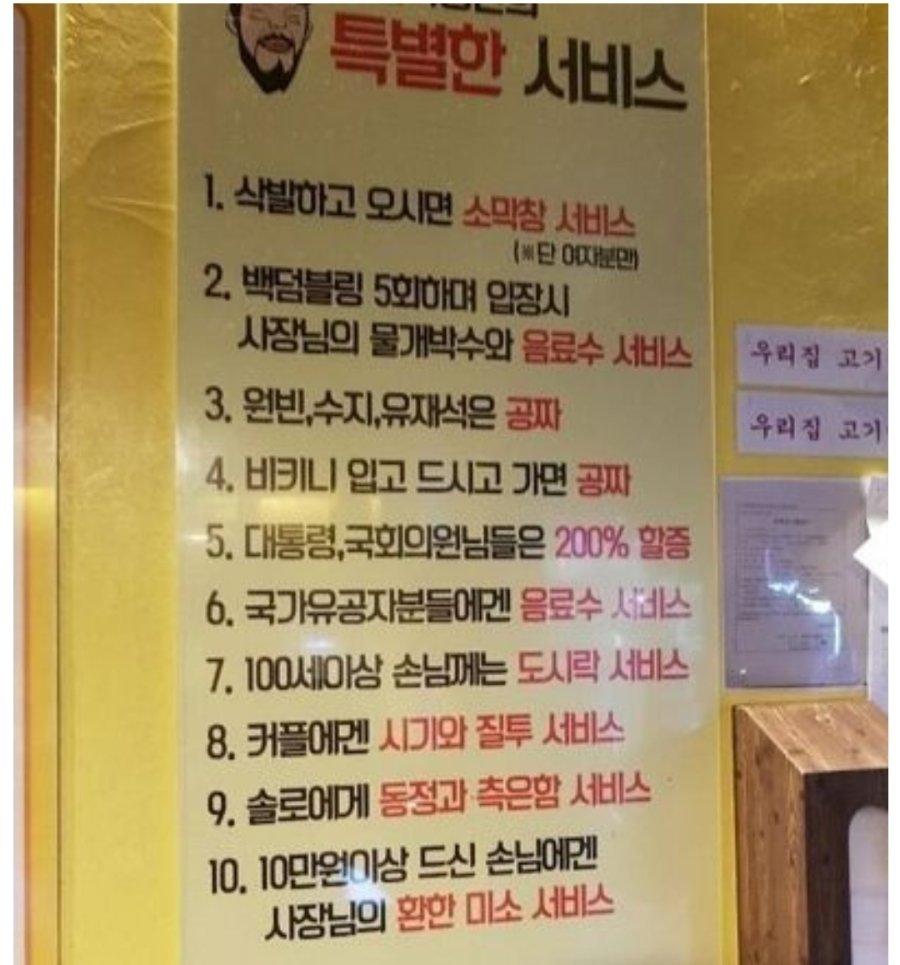 특별한 서비스
1. 삭발하고 오시면 소막창 서비스
(※단 여자분만)
2. 백덤블링 5회하며 입장시
사장님의 물개박수와 음료수 서비스
3. 원빈,수지,유재석은 공짜
4. 비키니 입고 드시고 가면 공짜
5. 대통령,국회의원님들은 200% 할증
6. 국가유공자분들에겐 음료수 서비스
7. 100세이상 손님께는 도시락 서비스
8. 커플에겐 시기와 질투 서비스
9. 솔로에게 동정과 측은함 서비스
10. 10만원이상 드신 손님에겐
사장님의 환한 미소 서비스
우리집 고기
우리집 고기